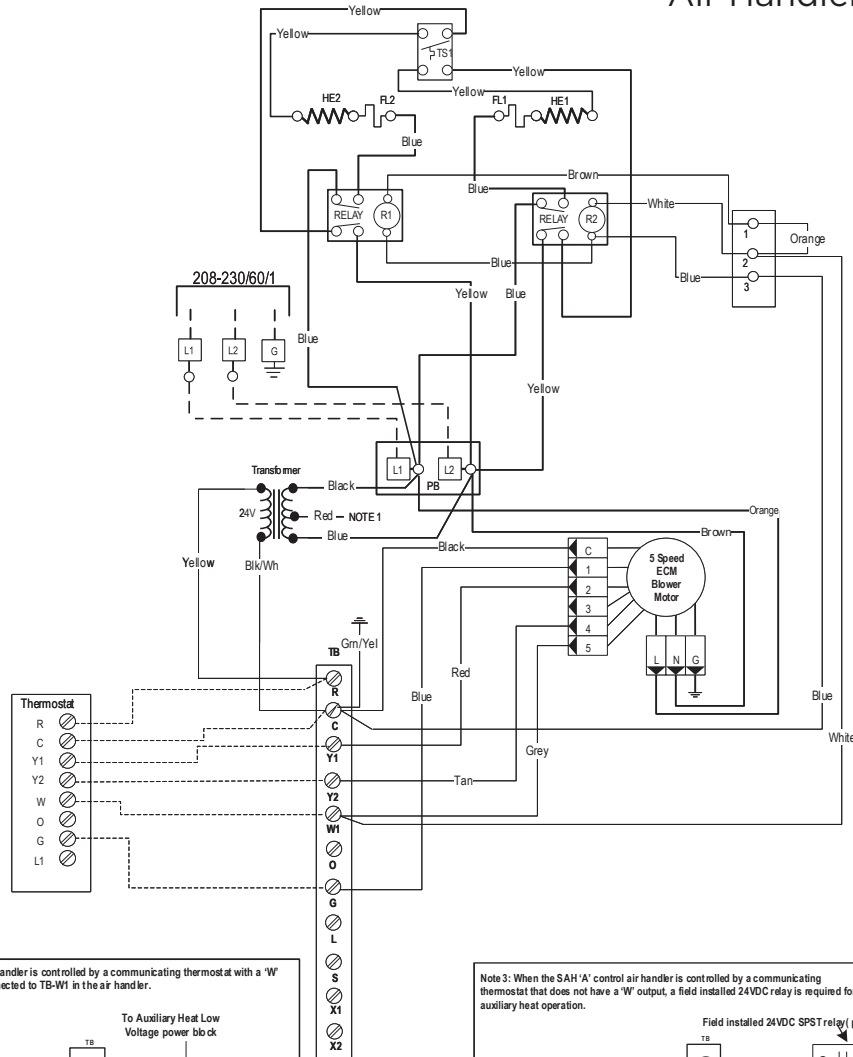 Air Handler
Yellow
Yellow
TS1
Yellow
Yellow
HE2
FL2
FL1
HE1
Blue
Brown
Blue
RELAY
R1
RELAY
R2
White
1
Orange
2
3
Blue
Blue
208-230/60/1
Yellow
Blue
L1
L2
G
Blue
Yellow
L1
L2
PB
Transformer
Black
24V
Red
NOTE 1
Orange
Blue
Brown
Black
Yellow
Blk/Wh
C
1
2
3
4
5
5 Speed
ECM
Blower
Motor
Grn/Yel
TB
L
N
G
R
Red
Blue
Blue
Thermostat
R
C
Y1
Y2
W
O
G
L1
C
Y1
White
Grey
Tan
Y2
W1
O
G
L
S
X1
X2
andler is controlled by a communicating thermostat with a ‘W’
ected to TB-W1 in the air handler.
To Auxiliary Heat Low
Voltage power block
TB
Note 3: When the SAH ‘A’ control air handler is controlled by a communicating
thermostat that does not have a ‘W’ output, a field installed 24VDC relay is required for
auxiliary heat operation.
Field installed 24VDC SPST relay( p
TB